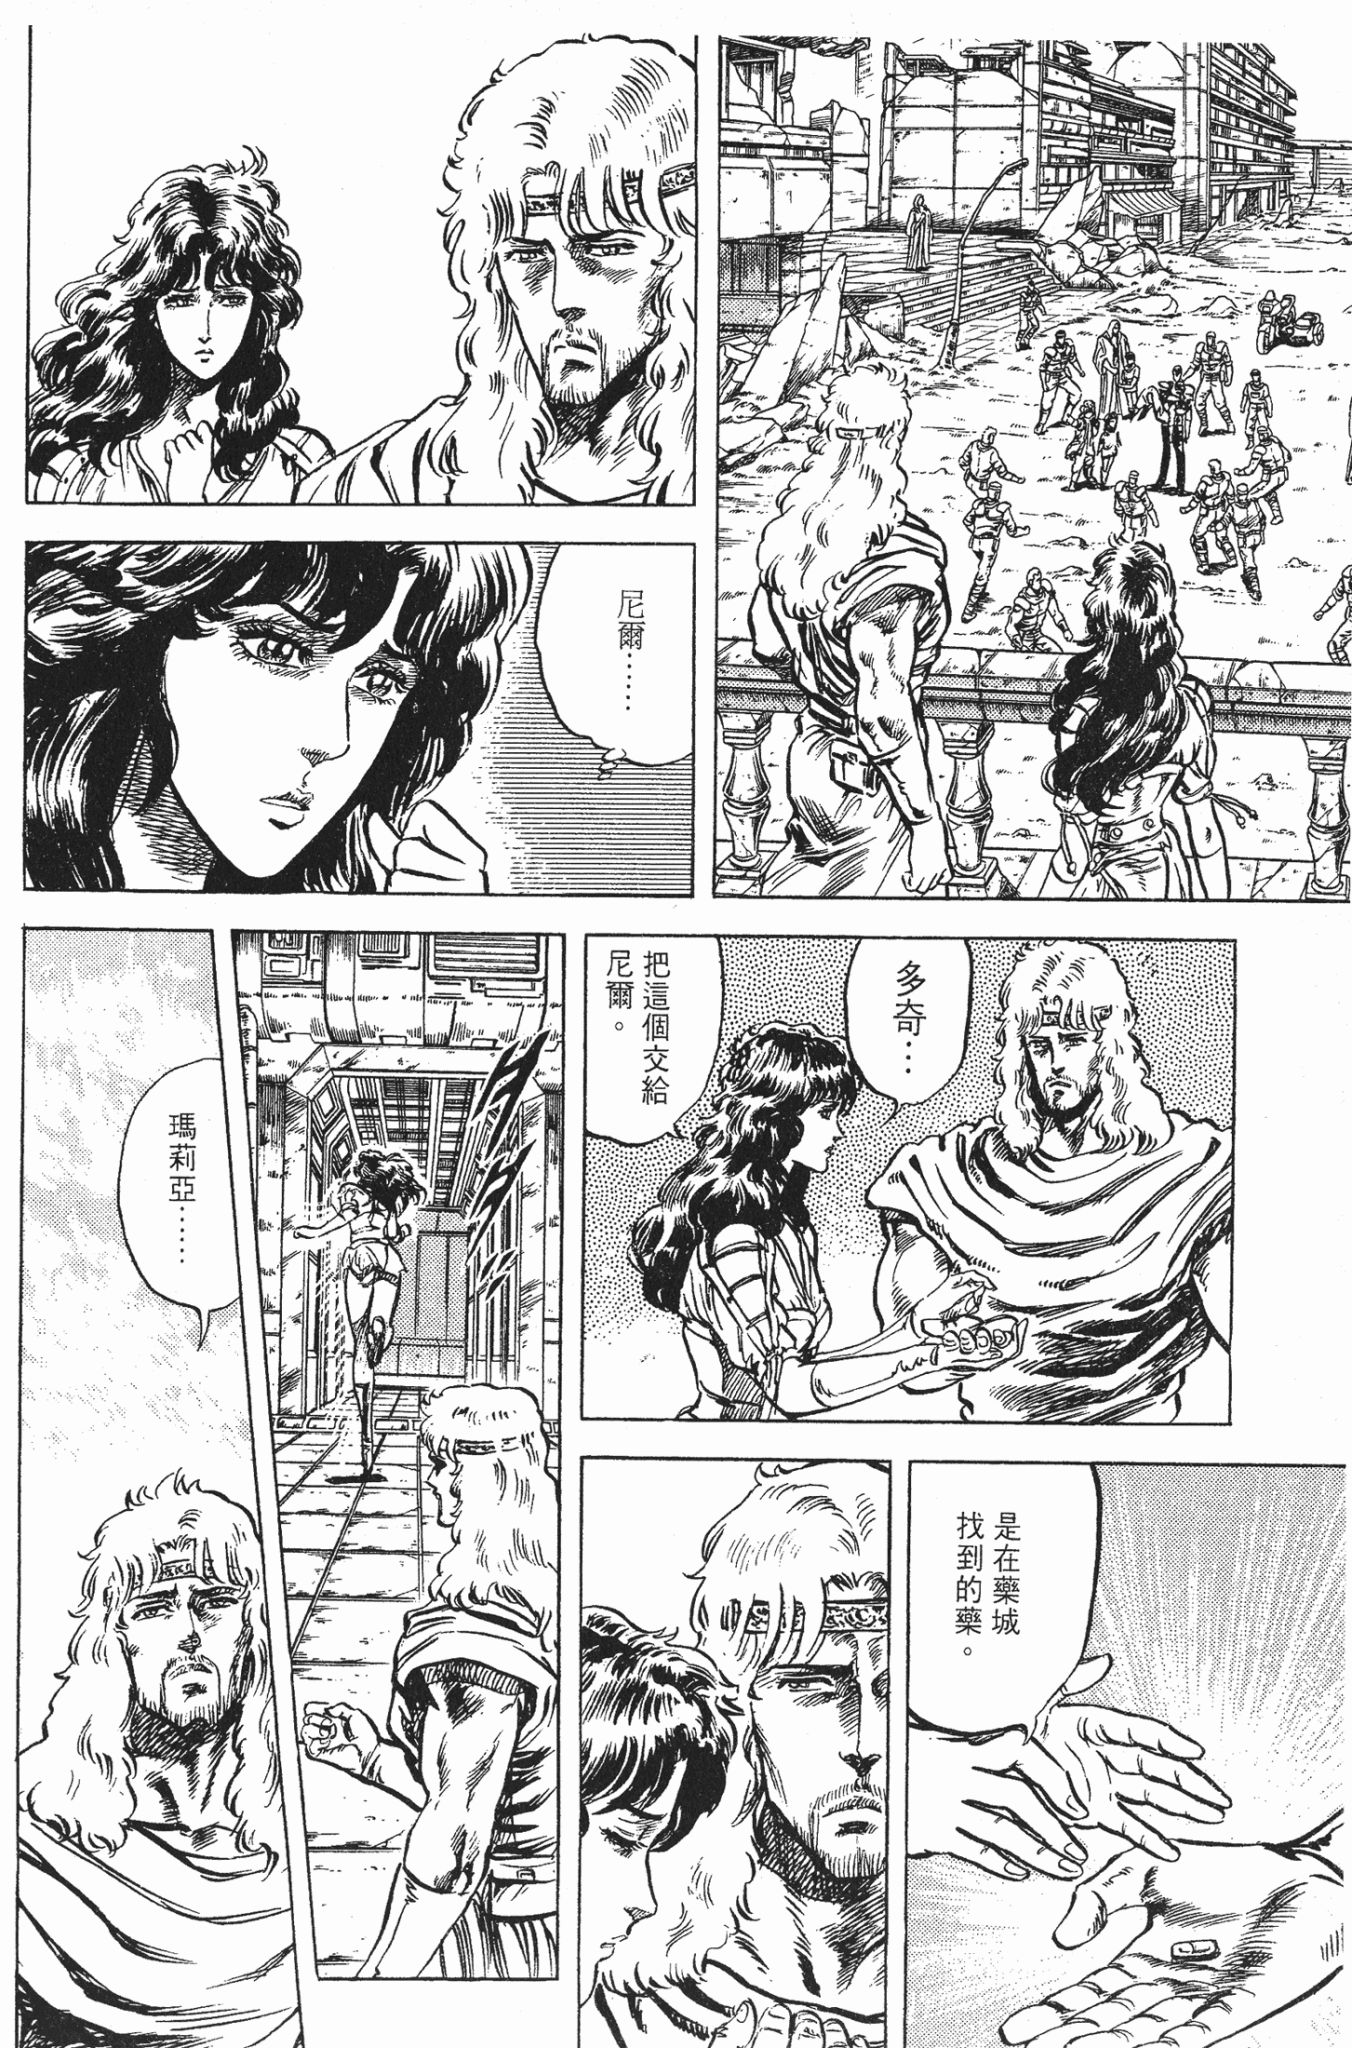 尼爾……
多奇…
把這個交給
尼爾。
是在藥城
找到的藥。
瑪莉亞……